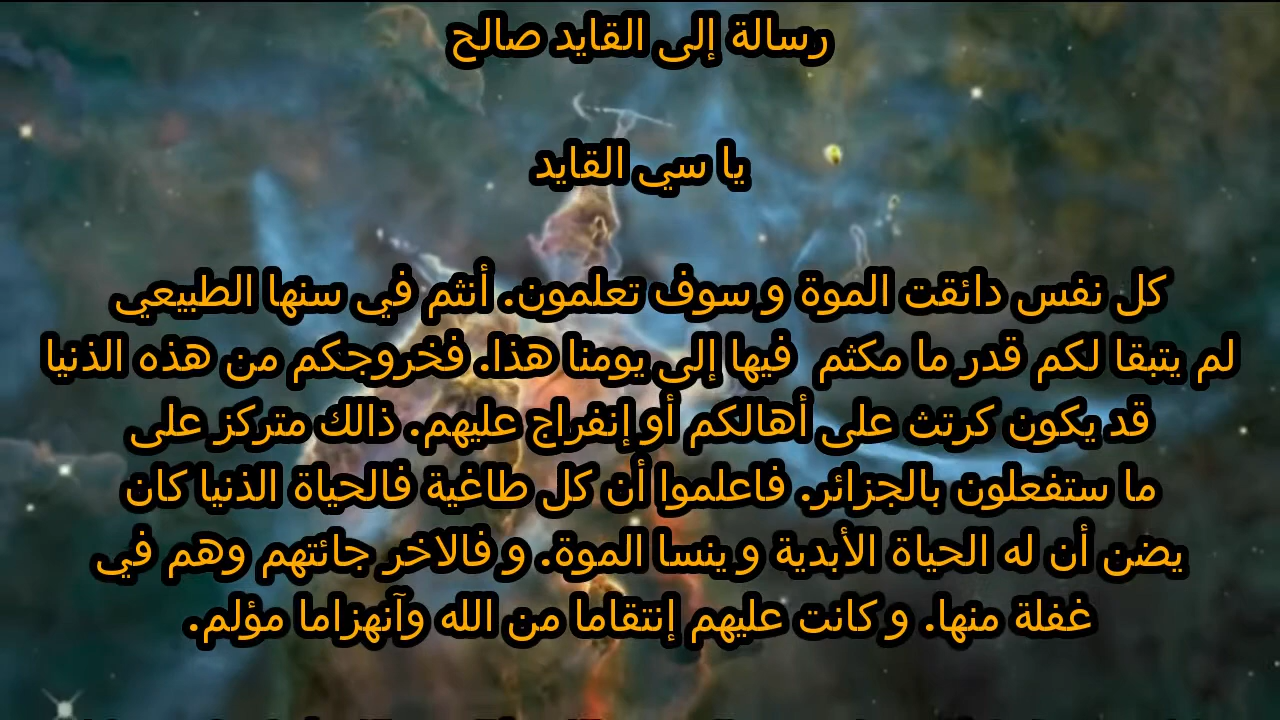 رسالة إلى القايد صالح
يا سي القايد
كل نفس دائقت الموة و سوف تعلمون. أنثم في سنها الطبيعي
لم يتبقا لكم قدر ما مكثم فيها إلى يومنا هذا. فخروجكم من هذه الذنيا
قد يكون كرتث على أهالكم أو إنفراج عليهم. ذالك متركز على
ما ستفعلون بالجزائر. فاعلموا أن كل طاغية فالحياة الذنيا كان
يضن أن له الحياة الأبدية و ينسا الموة. و فالاخر جائتهم وهم في
غفلة منها. و كانت عليهم إنتقاما من الله وآنهزاما مؤلم.